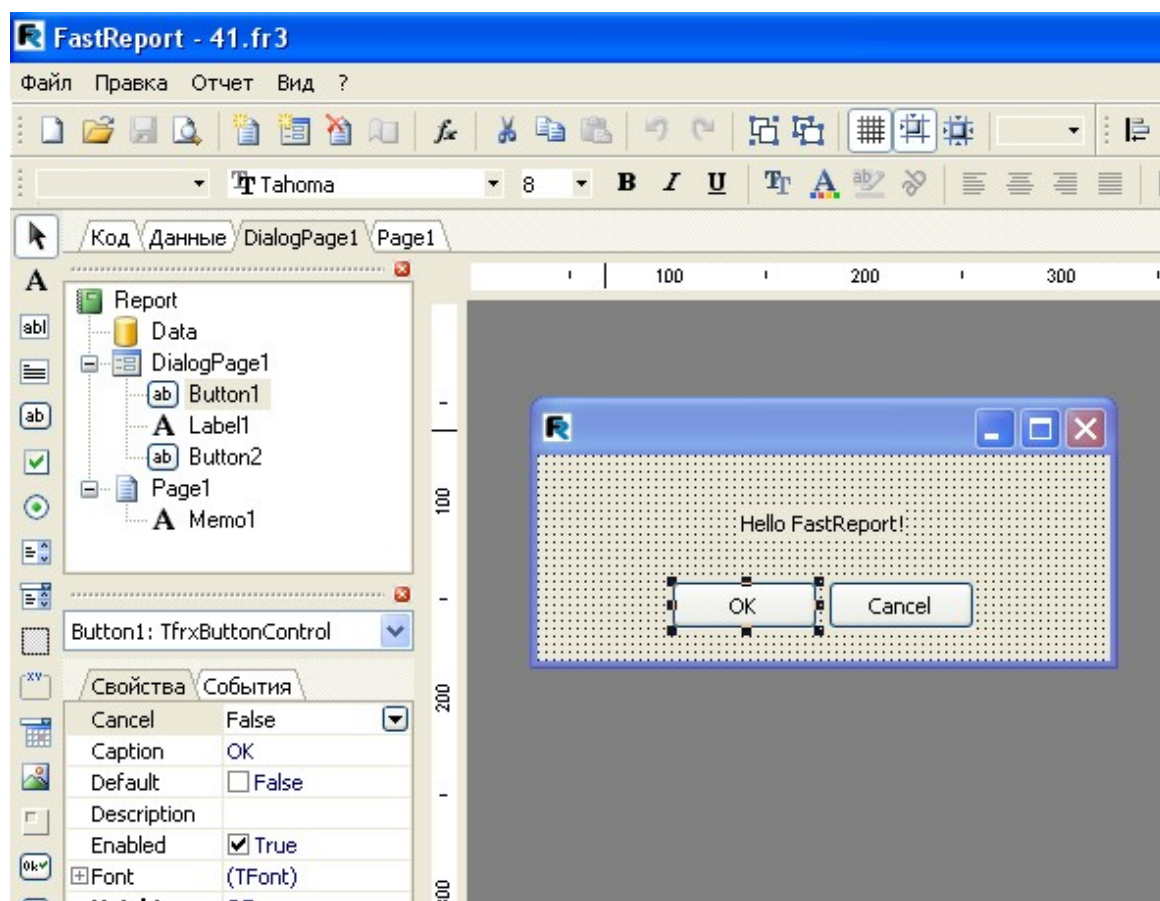 FastReport - 41.fr3
Файл Правка Отчет Вид ?
Tahoma 8 B I U
Код Данные DialogPage1 Page1
100 200 300
Report
Data
DialogPage1
Button1
Label1
Button2
Page1
Memo1
100
200
Hello FastReport!
OK Cancel
Button1: TfrxButtonControl
Свойства События
Cancel False
Caption OK
Default False
Description
Enabled True
Font (TFont)